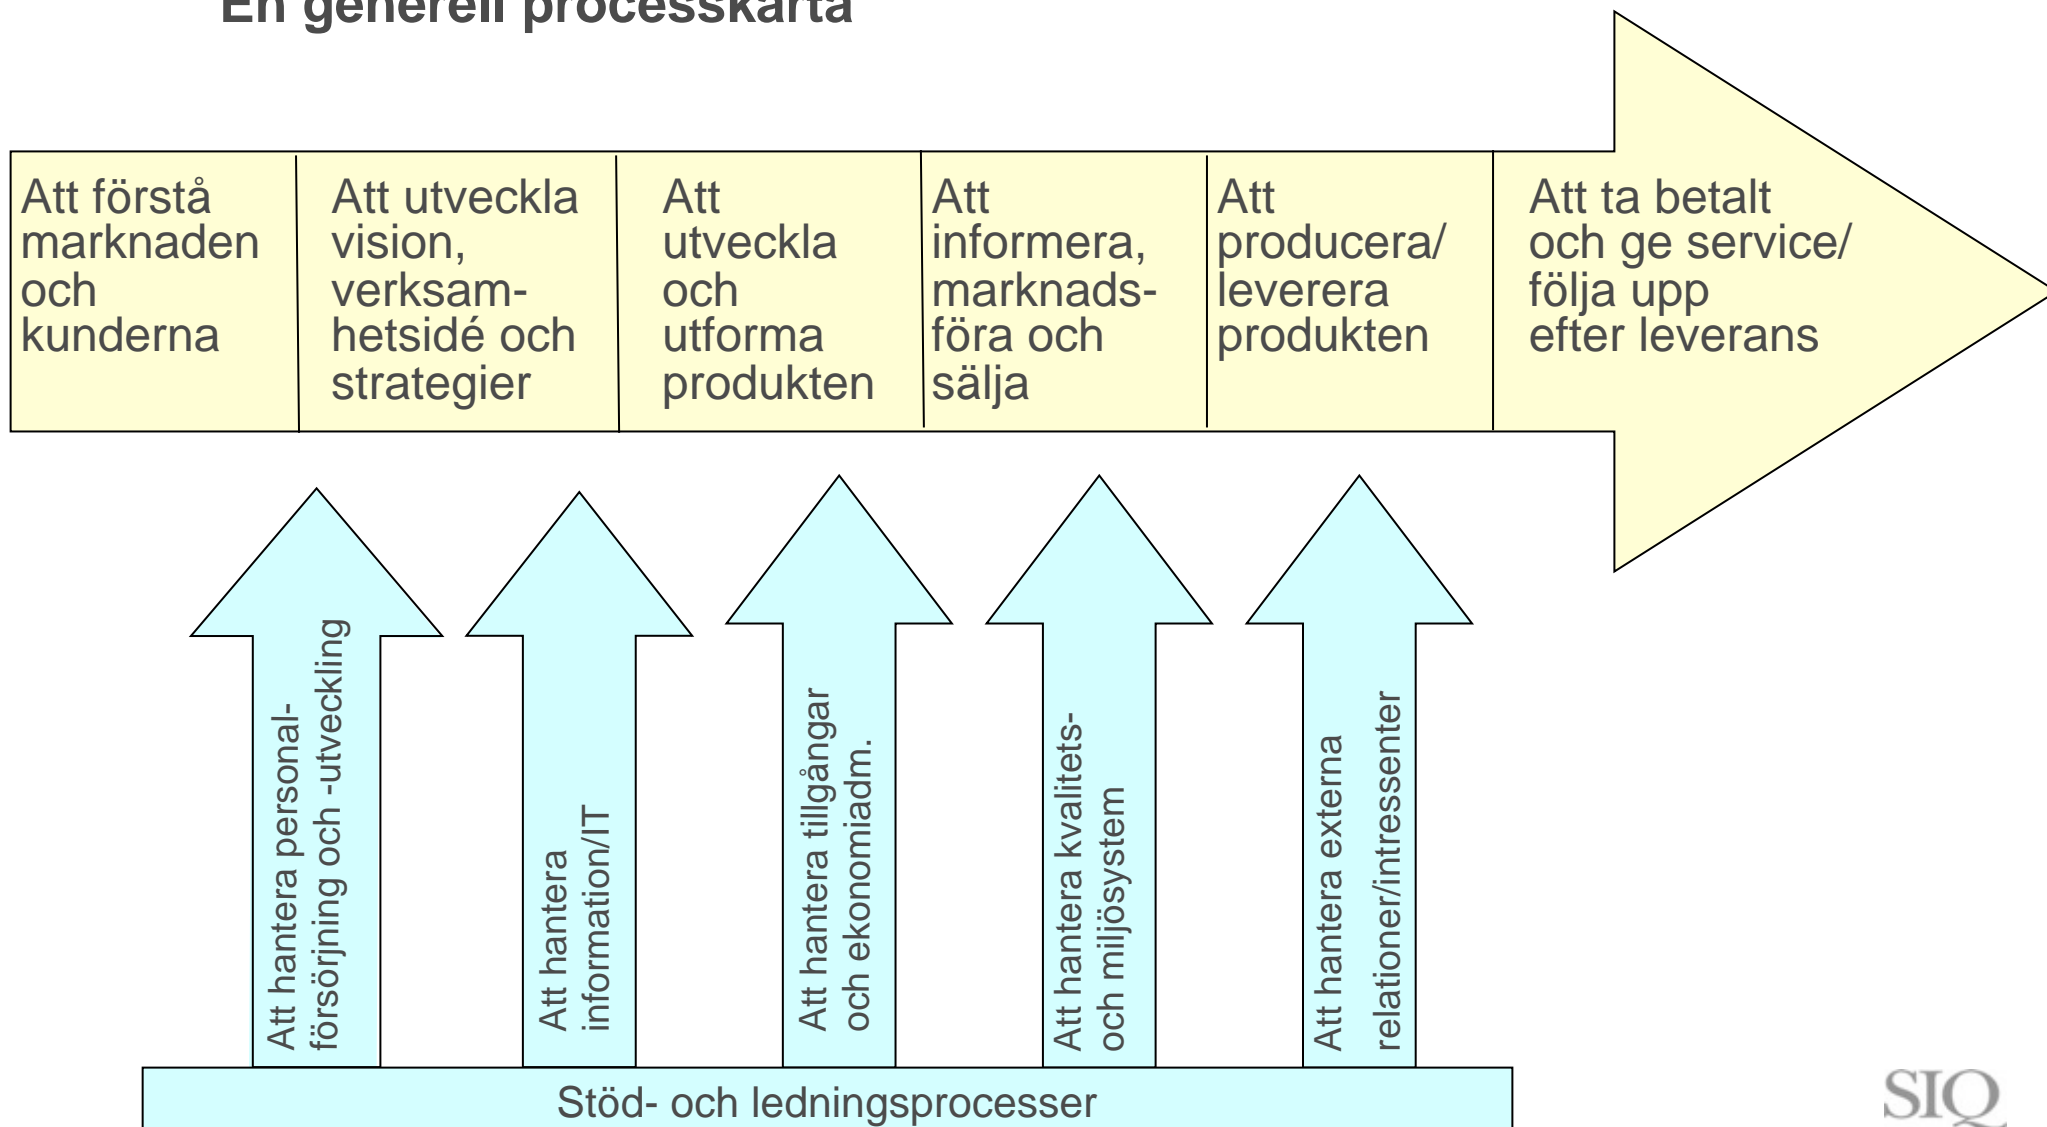 En generell processkarta
Att förstå
marknaden
och
kunderna
Att utveckla
vision,
verksam-
hetsidé och
strategier
Att
utveckla
och
utforma
produkten
Att
informera,
marknads-
föra och
sälja
Att
producera/
leverera
produkten
Att ta betalt
och ge service/
följa upp
efter leverans
Att hantera personal-
försörjning och -utveckling
Att hantera
information/IT
Att hantera tillgångar
och ekonomiadm.
Att hantera kvalitets-
och miljösystem
Att hantera externa
relationer/intressenter
Stöd- och ledningsprocesser
SIQ